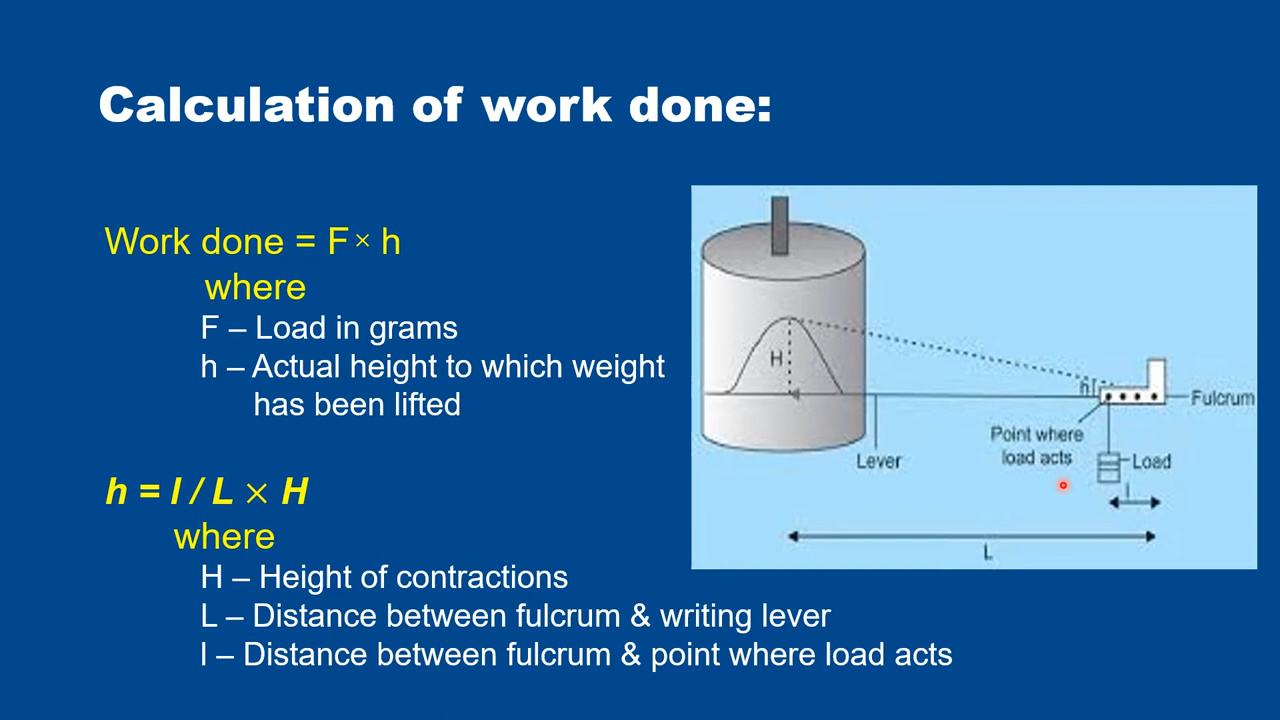 Calculation of work done:
Work done = F × h
where
F – Load in grams
h – Actual height to which weight
has been lifted
h = l / L × H
where
H – Height of contractions
L – Distance between fulcrum & writing lever
l – Distance between fulcrum & point where load acts
H
h
Fulcrum
Point where
load acts
Lever
Load
l
L